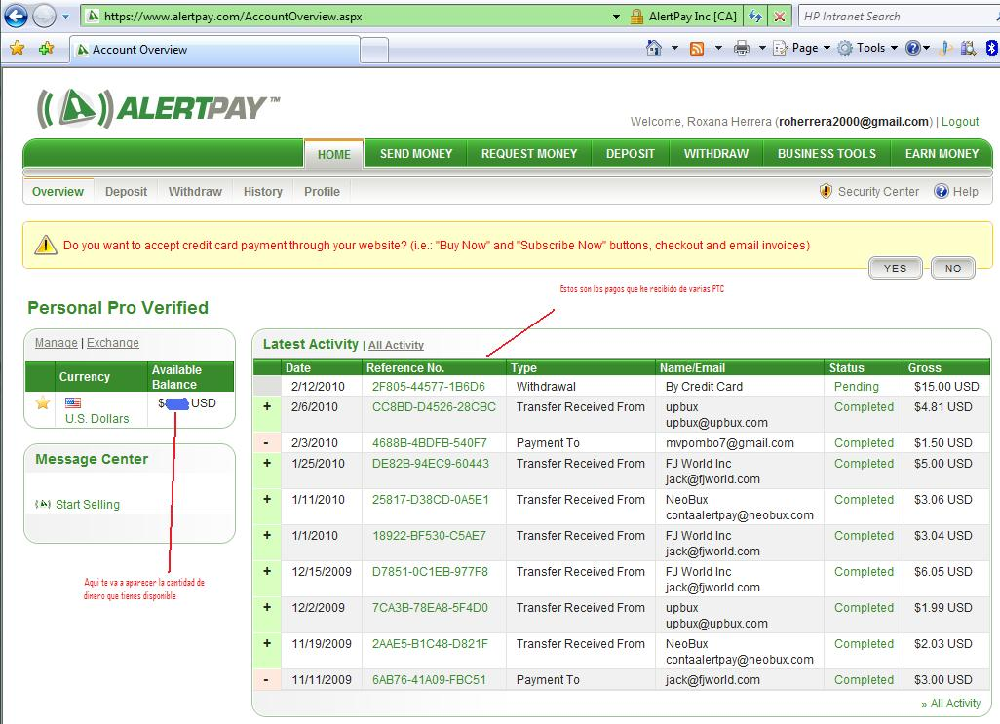 https://www.alertpay.com/AccountOverview.aspx AlertPay Inc [CA] HP Intranet Search
Account Overview Page Tools
ALERTPAY™
Welcome, Roxana Herrera (roherrera2000@gmail.com) | Logout
HOME SEND MONEY REQUEST MONEY DEPOSIT WITHDRAW BUSINESS TOOLS EARN MONEY
Overview Deposit Withdraw History Profile Security Center Help
Do you want to accept credit card payment through your website? (i.e.: "Buy Now" and "Subscribe Now" buttons, checkout and email invoices)
YES NO
Estos son los pagos que he recibido de varias PTC
Personal Pro Verified
Manage | Exchange
Currency Available Balance
$ USD
U.S. Dollars
Message Center
Start Selling
Aqui te va a aparecer la cantidad de
dinero que tienes disponible
Latest Activity | All Activity
Date Reference No. Type Name/Email Status Gross
2/12/2010 2F805-44577-1B6D6 Withdrawal By Credit Card Pending $15.00 USD
+ 2/6/2010 CC8BD-D4526-28CBC Transfer Received From upbux Completed $4.81 USD
upbux@upbux.com
- 2/3/2010 4688B-4BDFB-540F7 Payment To mvpombo7@gmail.com Completed $1.50 USD
+ 1/25/2010 DE82B-94EC9-60443 Transfer Received From FJ World Inc Completed $5.00 USD
jack@fjworld.com
+ 1/11/2010 25817-D38CD-0A5E1 Transfer Received From NeoBux Completed $3.06 USD
contaalertpay@neobux.com
+ 1/1/2010 18922-BF530-C5AE7 Transfer Received From FJ World Inc Completed $3.04 USD
jack@fjworld.com
+ 12/15/2009 D7851-0C1EB-977F8 Transfer Received From FJ World Inc Completed $6.05 USD
jack@fjworld.com
+ 12/2/2009 7CA3B-78EA8-5F4D0 Transfer Received From upbux Completed $1.99 USD
upbux@upbux.com
+ 11/19/2009 2AAE5-B1C48-D821F Transfer Received From NeoBux Completed $2.03 USD
contaalertpay@neobux.com
- 11/11/2009 6AB76-41A09-FBC51 Payment To jack@fjworld.com Completed $3.00 USD
» All Activity